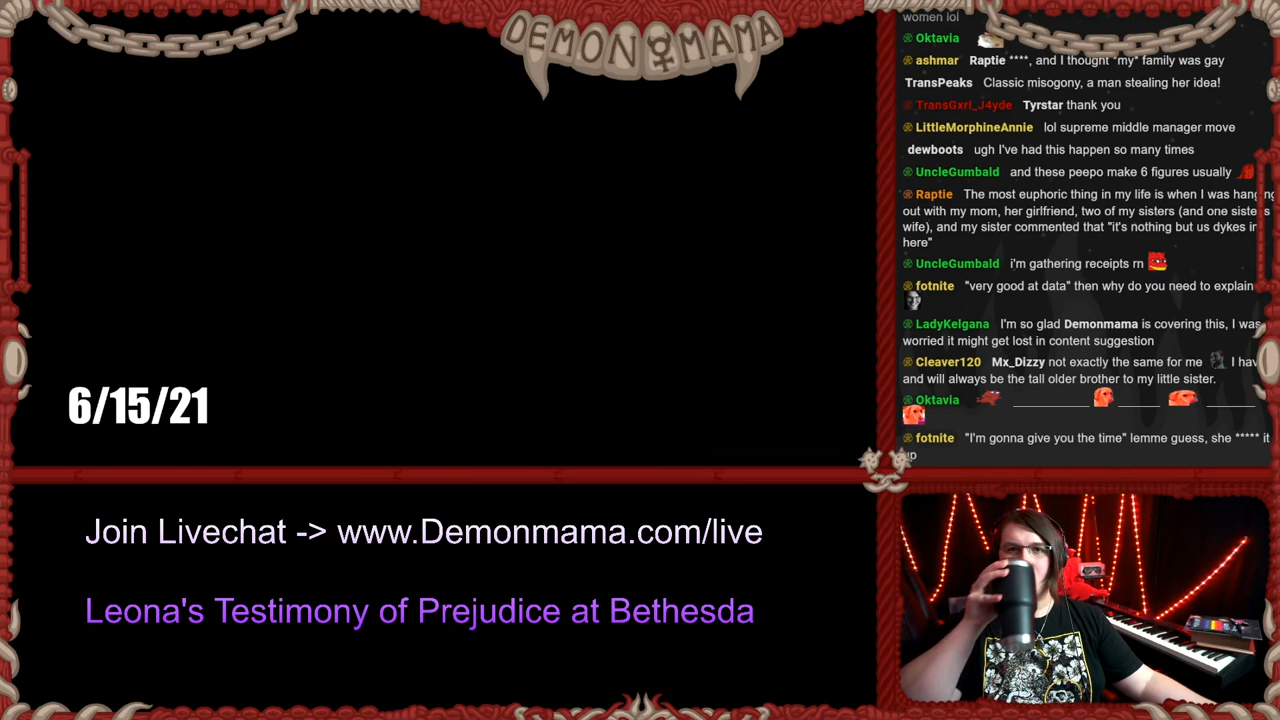 DEMON MAMA
women lol
Oktavia
ashmar Raptie ****, and I thought *my* family was gay
TransPeaks Classic misogony, a man stealing her idea!
TransGxrl_J4yde Tyrstar thank you
LittleMorphineAnnie lol supreme middle manager move
dewboots ugh I've had this happen so many times
UncleGumbald and these peepo make 6 figures usually
Raptie The most euphoric thing in my life is when I was hanging
out with my mom, her girlfriend, two of my sisters (and one sister's
wife), and my sister commented that "it's nothing but us dykes in
here"
UncleGumbald i'm gathering receipts rn
fotnite "very good at data" then why do you need to explain
LadyKelgana I'm so glad Demonmama is covering this, I was
worried it might get lost in content suggestion
Cleaver120 Mx_Dizzy not exactly the same for me I hav
and will always be the tall older brother to my little sister.
Oktavia
fotnite "I'm gonna give you the time" lemme guess, she ***** it
up
6/15/21
Join Livechat -> www.Demonmama.com/live
Leona's Testimony of Prejudice at Bethesda